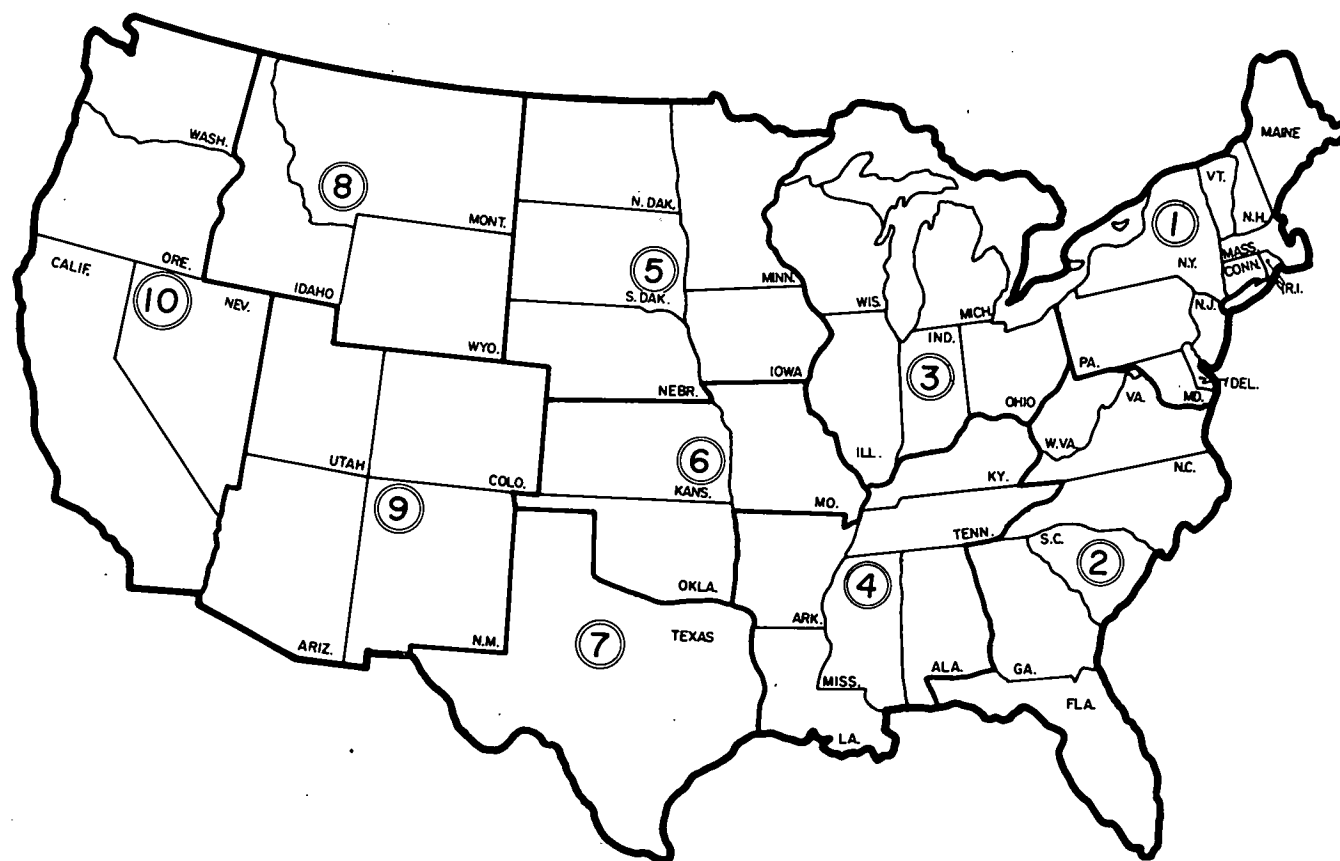 MAINE
WASH.
VT.
8
N. DAK.
1
N.H.
MONT.
MASS.
ORE.
CALIF.
N.Y.
5
CONN.
10
MINN.
IDAHO
NEV.
S. DAK.
R.I.
WIS.
MICH.
N.J.
IND.
WYO.
PA.
3
IOWA
DEL.
NEBR.
VA.
MD.
OHIO
W.VA.
ILL.
6
UTAH
N.C.
COLO.
KANS.
KY.
MO.
9
TENN.
S.C.
2
OKLA.
4
ARK.
TEXAS
N.M.
7
ARIZ.
ALA.
GA.
MISS.
FLA.
LA.